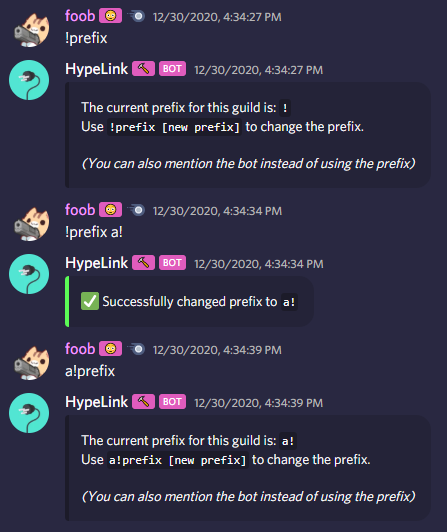 foob 12/30/2020, 4:34:27 PM
!prefix
HypeLink BOT 12/30/2020, 4:34:27 PM
The current prefix for this guild is: !
Use !prefix [new prefix] to change the prefix.
(You can also mention the bot instead of using the prefix)
foob 12/30/2020, 4:34:34 PM
!prefix a!
HypeLink BOT 12/30/2020, 4:34:34 PM
Successfully changed prefix to a!
foob 12/30/2020, 4:34:39 PM
a!prefix
HypeLink BOT 12/30/2020, 4:34:39 PM
The current prefix for this guild is: a!
Use a!prefix [new prefix] to change the prefix.
(You can also mention the bot instead of using the prefix)